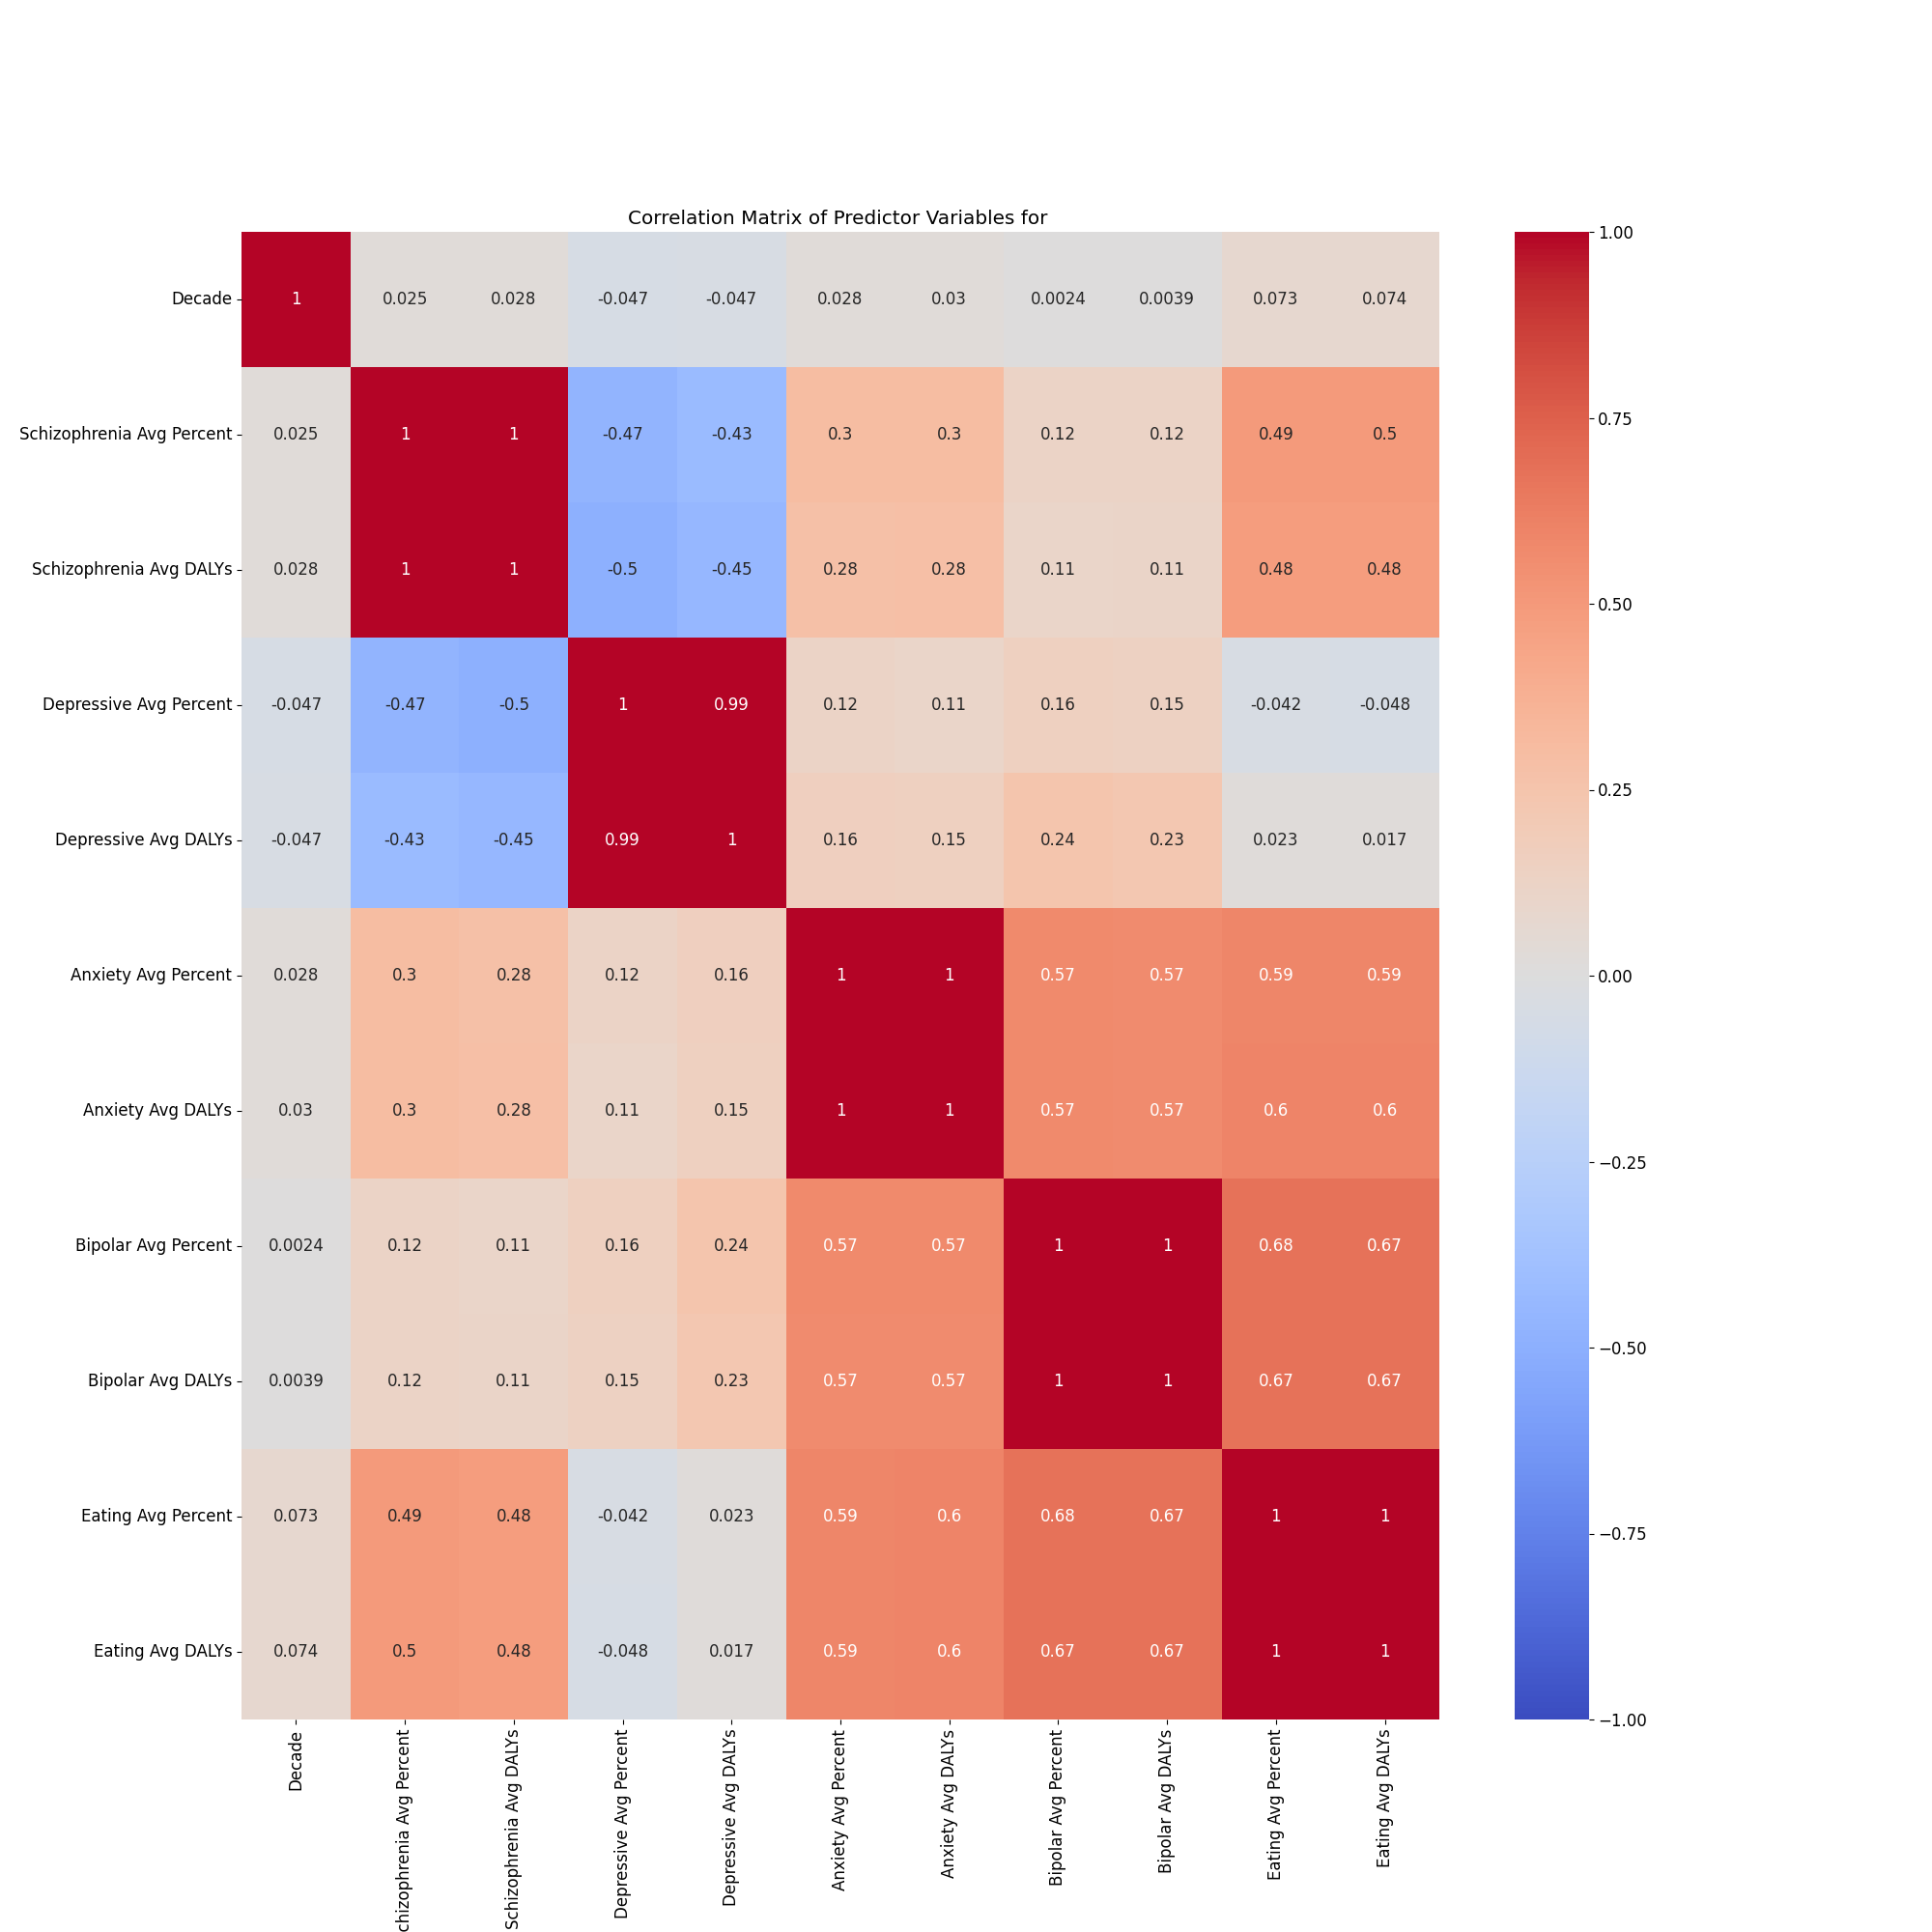 Correlation Matrix of Predictor Variables for
Decade 1 0.025 0.028 -0.047 -0.047 0.028 0.03 0.0024 0.0039 0.073 0.074
Schizophrenia Avg Percent 0.025 1 1 -0.47 -0.43 0.3 0.3 0.12 0.12 0.49 0.5
Schizophrenia Avg DALYs 0.028 1 1 -0.5 -0.45 0.28 0.28 0.11 0.11 0.48 0.48
Depressive Avg Percent -0.047 -0.47 -0.5 1 0.99 0.12 0.11 0.16 0.15 -0.042 -0.048
Depressive Avg DALYs -0.047 -0.43 -0.45 0.99 1 0.16 0.15 0.24 0.23 0.023 0.017
Anxiety Avg Percent 0.028 0.3 0.28 0.12 0.16 1 1 0.57 0.57 0.59 0.59
Anxiety Avg DALYs 0.03 0.3 0.28 0.11 0.15 1 1 0.57 0.57 0.6 0.6
Bipolar Avg Percent 0.0024 0.12 0.11 0.16 0.24 0.57 0.57 1 1 0.68 0.67
Bipolar Avg DALYs 0.0039 0.12 0.11 0.15 0.23 0.57 0.57 1 1 0.67 0.67
Eating Avg Percent 0.073 0.49 0.48 -0.042 0.023 0.59 0.6 0.68 0.67 1 1
Eating Avg DALYs 0.074 0.5 0.48 -0.048 0.017 0.59 0.6 0.67 0.67 1 1
Decade
chizophrenia Avg Percent
Schizophrenia Avg DALYs
Depressive Avg Percent
Depressive Avg DALYs
Anxiety Avg Percent
Anxiety Avg DALYs
Bipolar Avg Percent
Bipolar Avg DALYs
Eating Avg Percent
Eating Avg DALYs
1.00
0.75
0.50
0.25
0.00
−0.25
−0.50
−0.75
−1.00